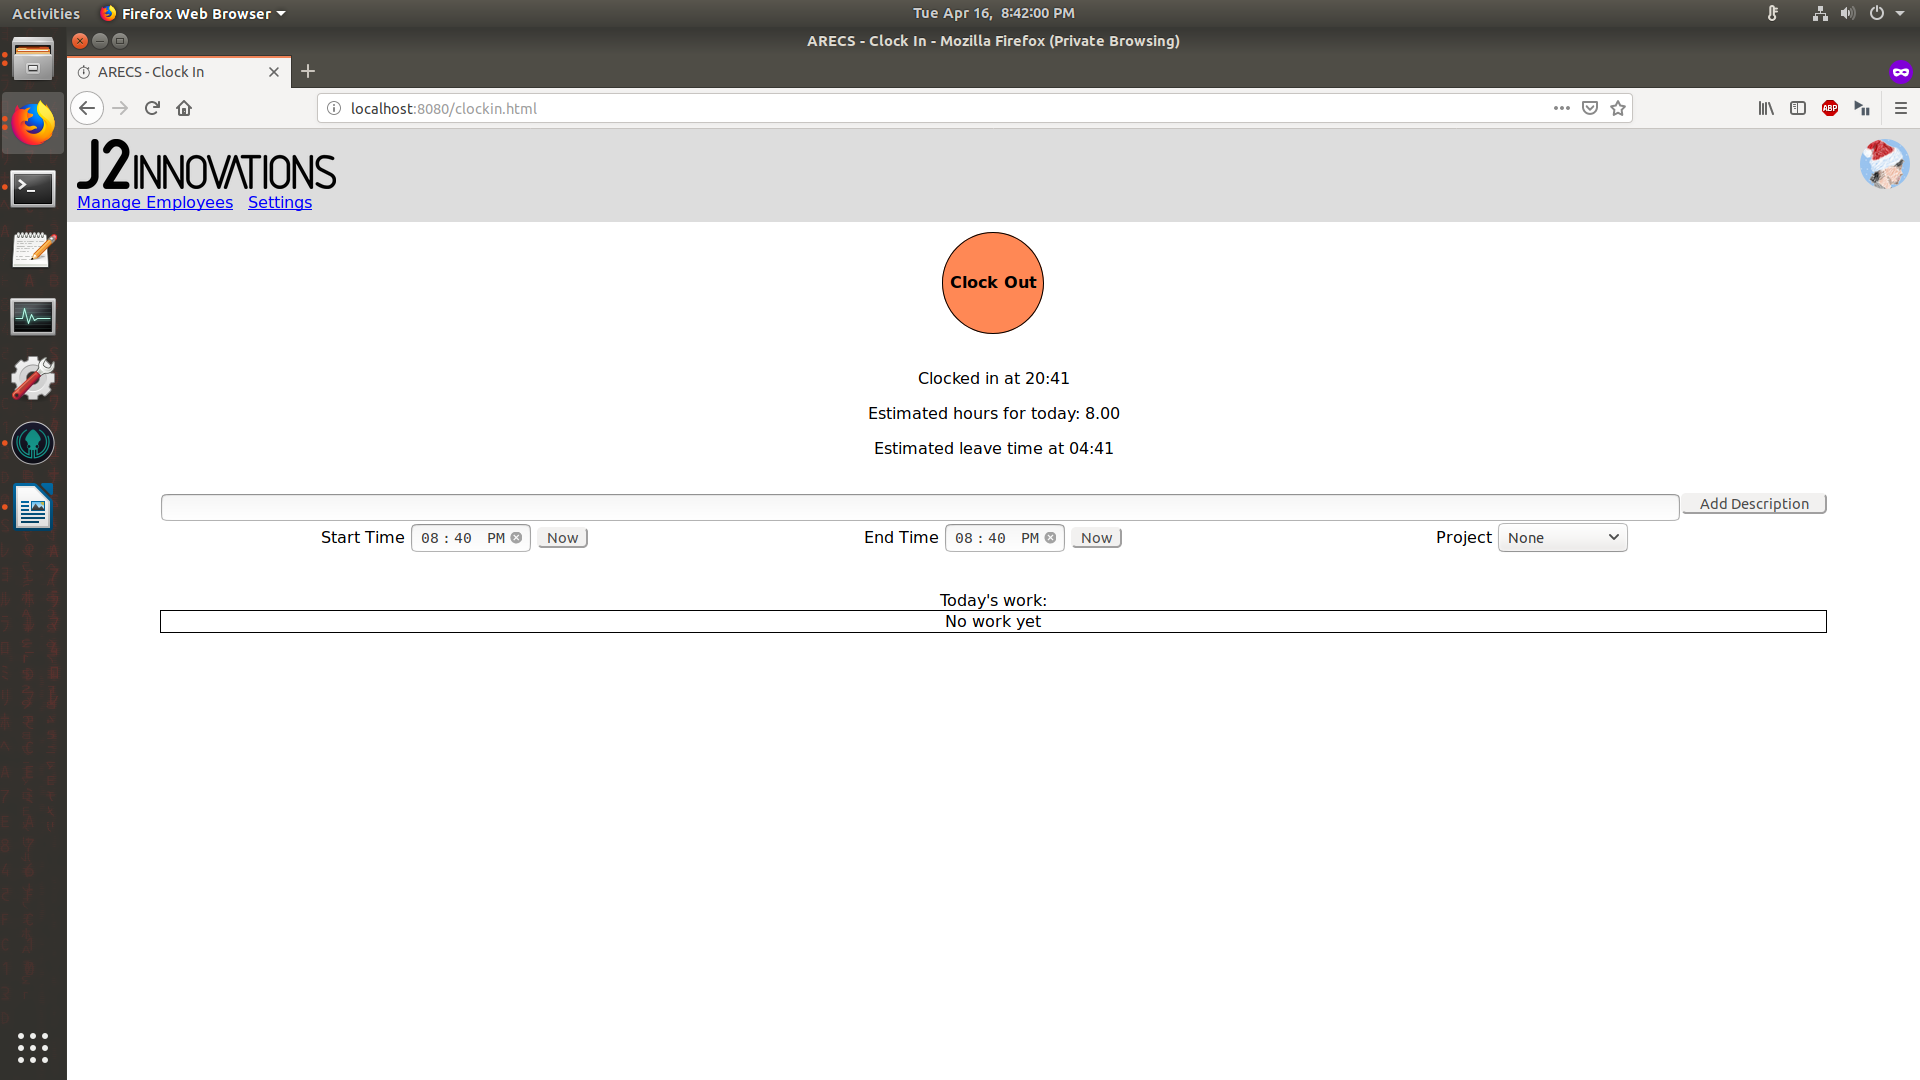 Activities Firefox Web Browser Tue Apr 16, 8:42:00 PM
ARECS - Clock In - Mozilla Firefox (Private Browsing)
ARECS - Clock In
localhost:8080/clockin.html
ABP
J2INNOVATIONS
Manage Employees Settings
Clock Out
Clocked in at 20:41
Estimated hours for today: 8.00
Estimated leave time at 04:41
Add Description
Start Time 08 : 40 PM Now End Time 08 : 40 PM Now Project None
Today's work:
No work yet